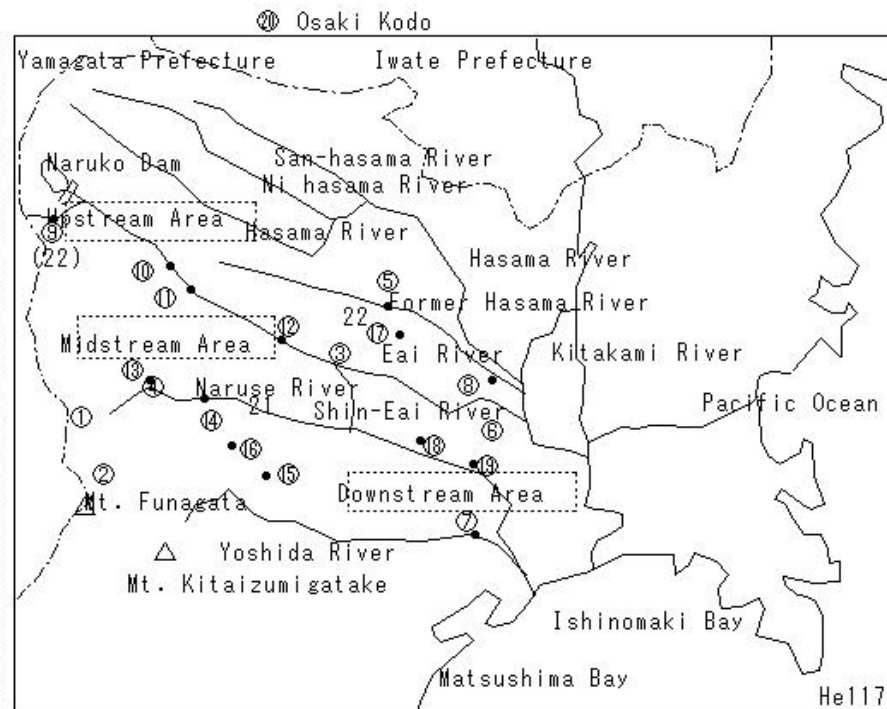 ⑳ Osaki Kodo
Yamagata Prefecture
Iwate Prefecture
Naruko Dam
San-hasama River
Ni hasama River
Upstream Area
Hasama River
⑨
(22)
⑩
⑪
Hasama River
⑤
Former Hasama River
22
⑰
⑫
Midstream Area
③
Eai River
Kitakami River
⑬
④
Naruse River
⑧
21
Shin-Eai River
Pacific Ocean
①
⑭
⑥
⑯
⑱
②
⑮
⑲
Mt. Funagata
Downstream Area
⑦
Yoshida River
Mt. Kitaizumigatake
Ishinomaki Bay
Matsushima Bay
He117